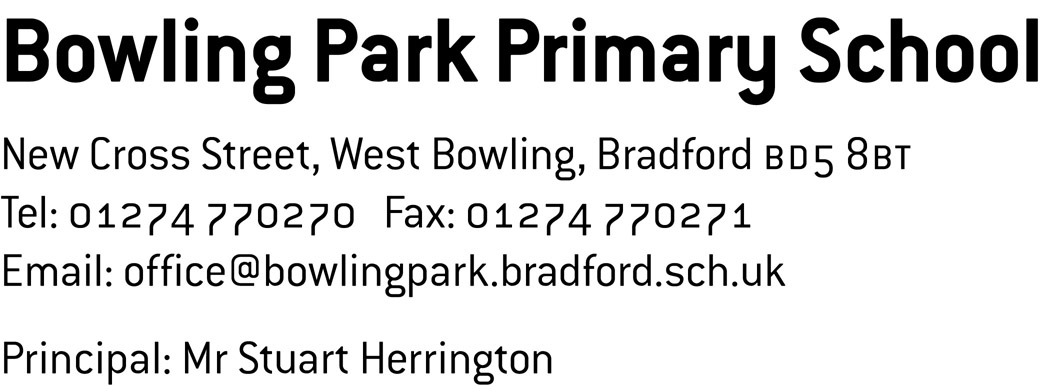 Bowling Park Primary School
New Cross Street, West Bowling, Bradford BD5 8BT
Tel: 01274 770270 Fax: 01274 770271
Email: office@bowlingpark.bradford.sch.uk
Principal: Mr Stuart Herrington